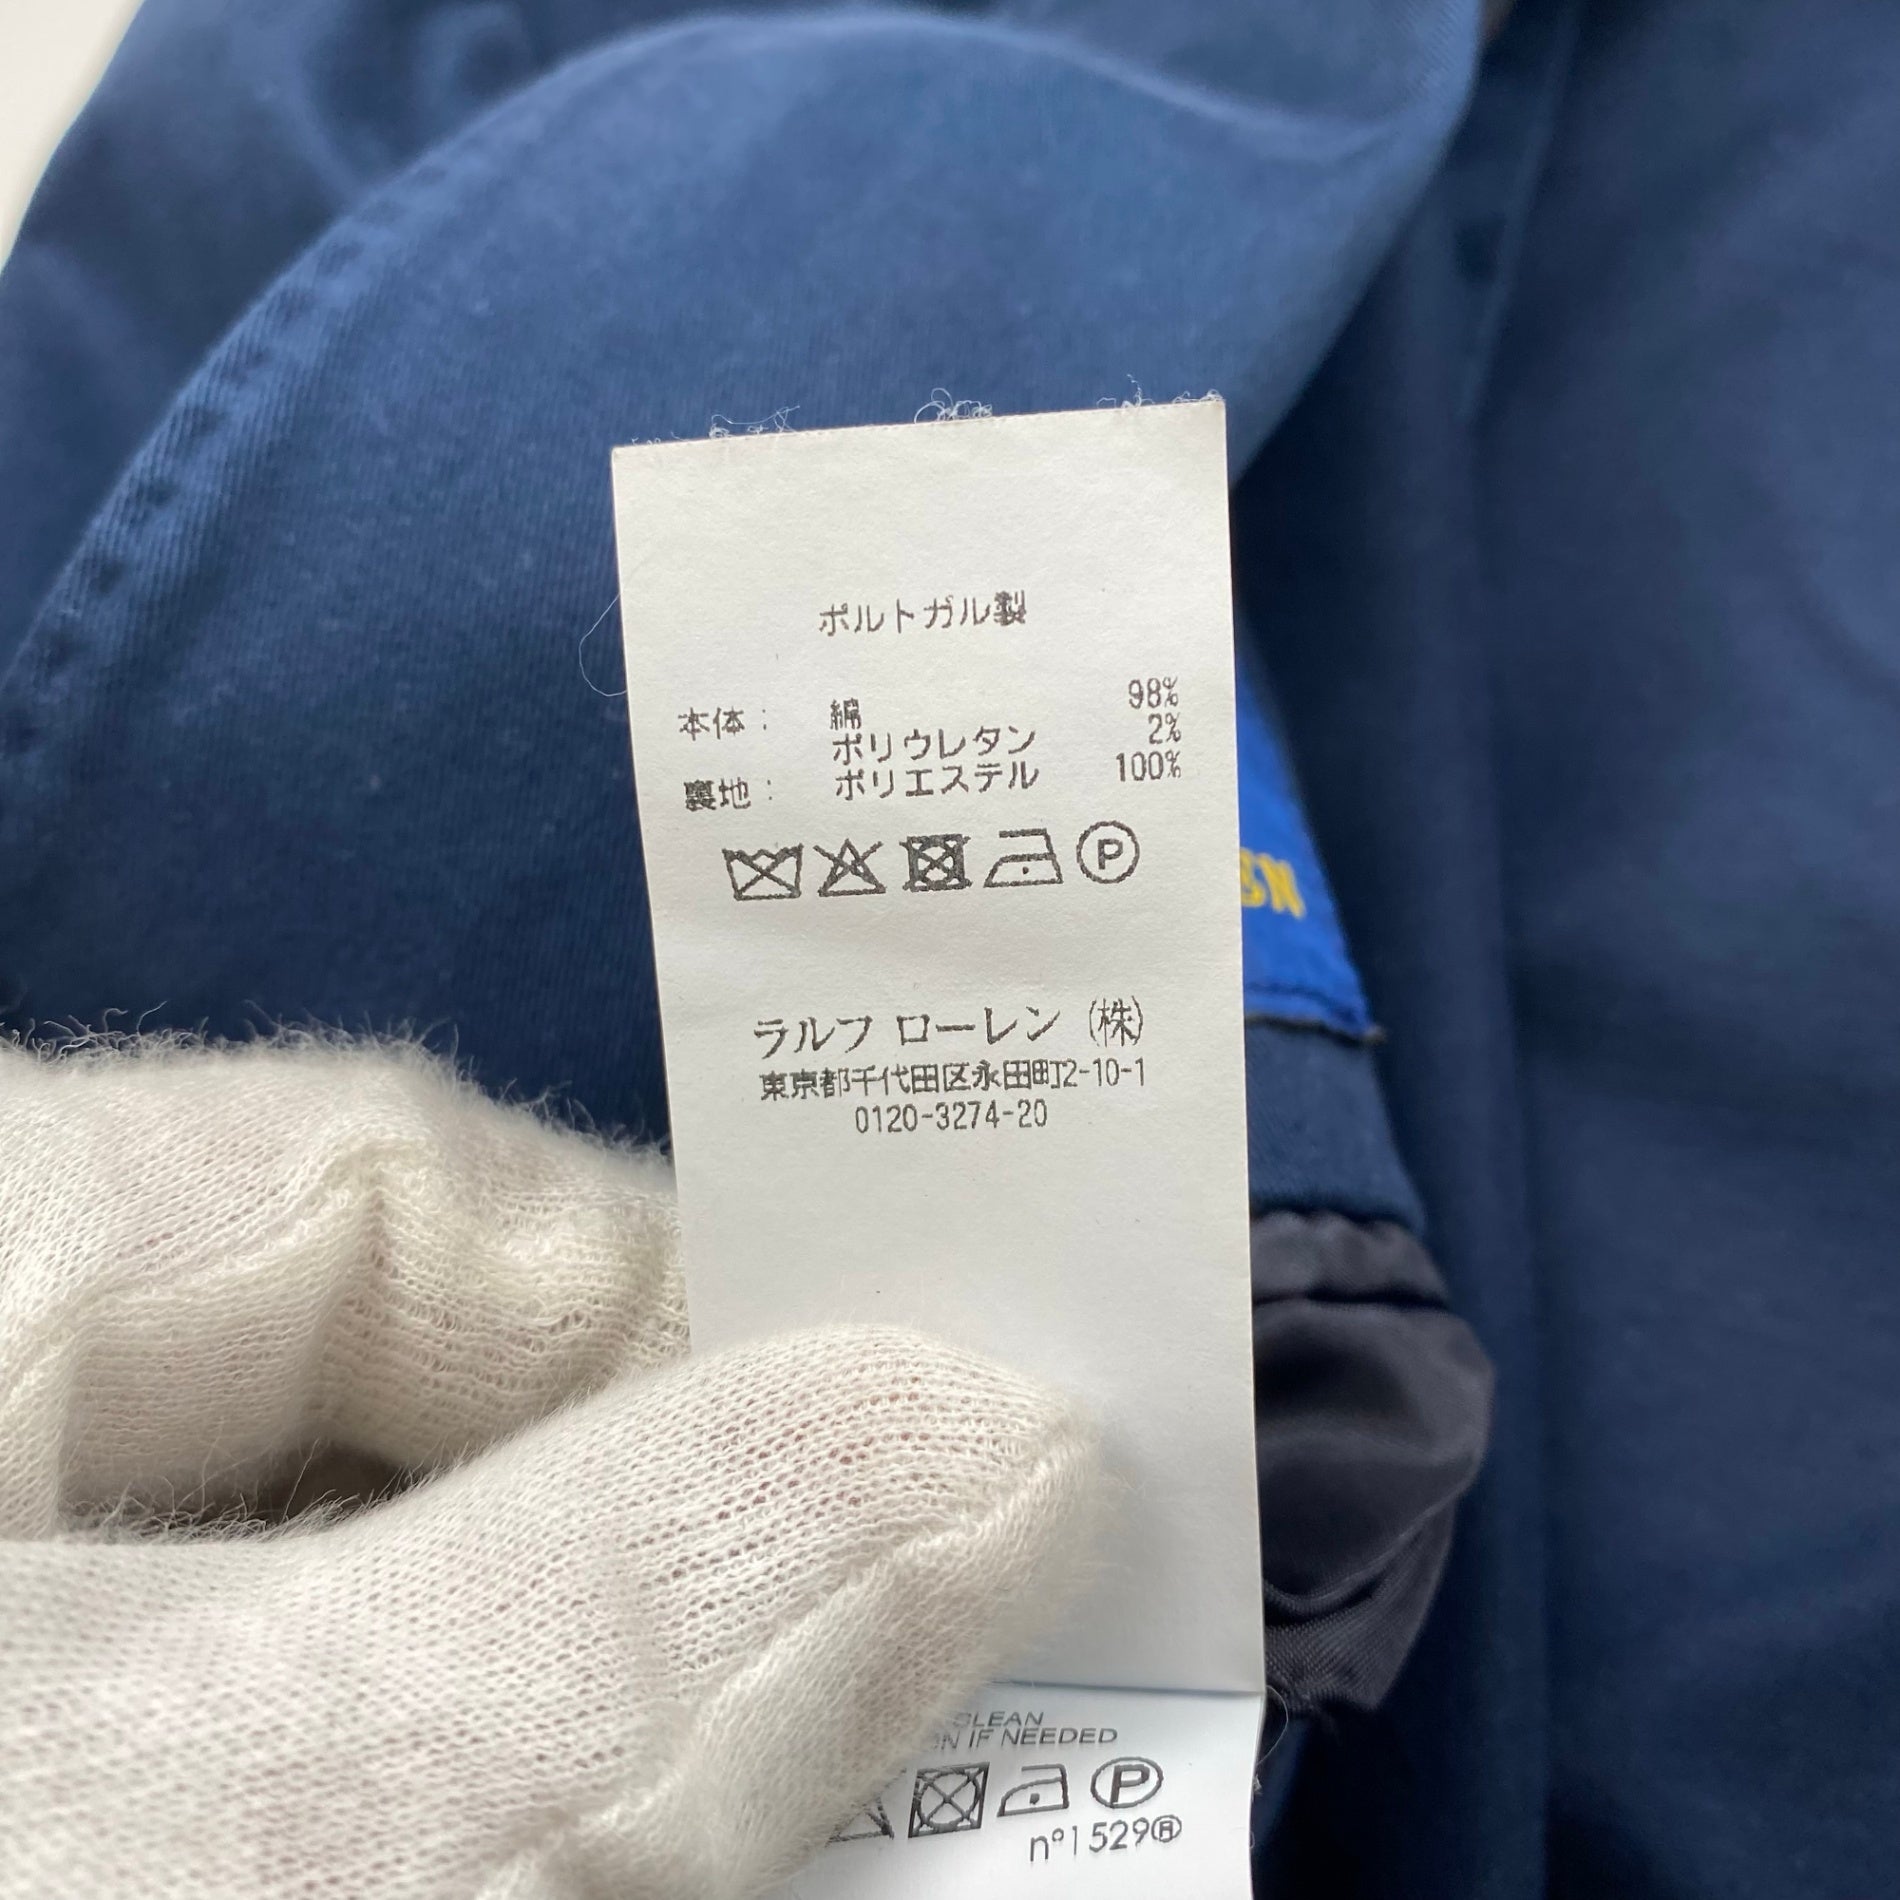 ポルトガル製
本体: 綿 98%
ポリウレタン 2%
裏地: ポリエステル 100%
P
ラルフ ローレン (株)
東京都千代田区永田町2-10-1
0120-3274-20
CLEAN
IF NEEDED
P
n°1529®